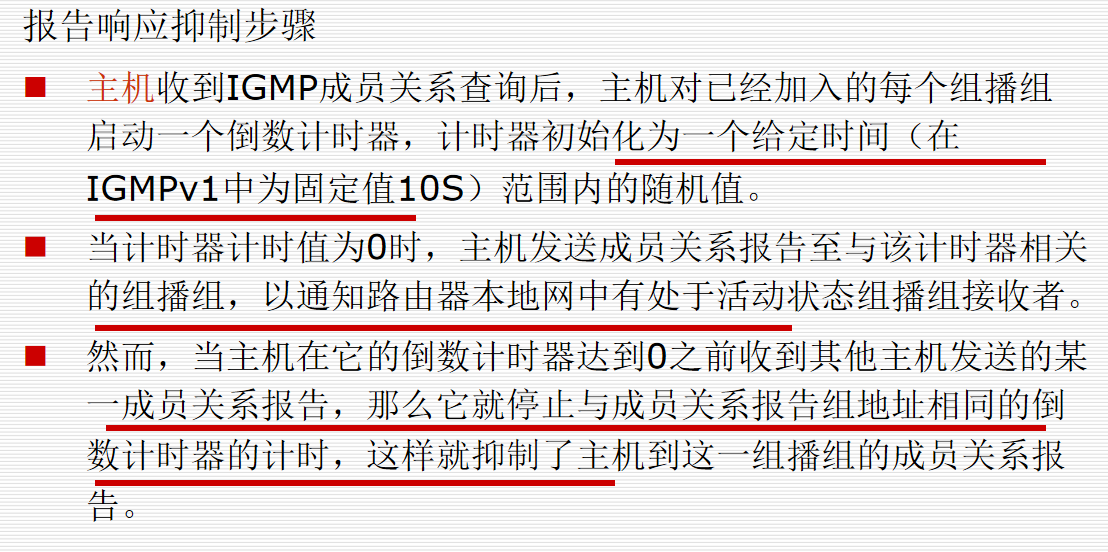 报告响应抑制步骤
主机收到IGMP成员关系查询后，主机对已经加入的每个组播组
启动一个倒数计时器，计时器初始化为一个给定时间（在
IGMPv1中为固定值10S）范围内的随机值。
当计时器计时值为0时，主机发送成员关系报告至与该计时器相关
的组播组，以通知路由器本地网中有处于活动状态组播组接收者。
然而，当主机在它的倒数计时器达到0之前收到其他主机发送的某
一成员关系报告，那么它就停止与成员关系报告组地址相同的倒
数计时器的计时，这样就抑制了主机到这一组播组的成员关系报
告。